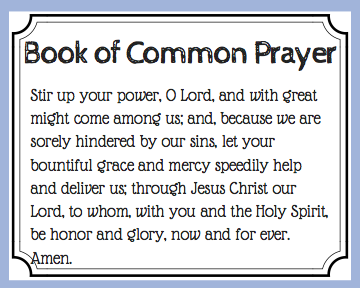 Book of Common Prayer
Stir up your power, O Lord, and with great
might come among us; and, because we are
sorely hindered by our sins, let your
bountiful grace and mercy speedily help
and deliver us; through Jesus Christ our
Lord, to whom, with you and the Holy Spirit,
be honor and glory, now and for ever.
Amen.